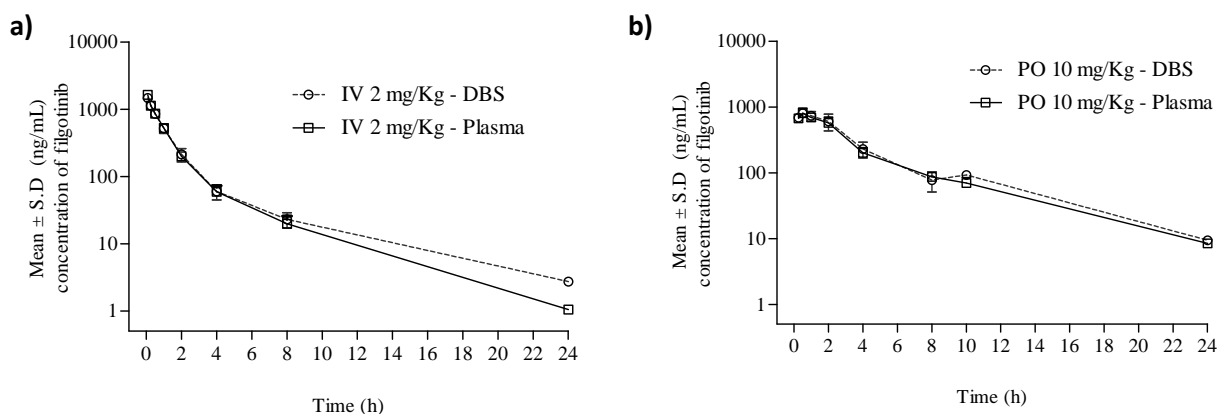 a)
Mean ± S.D (ng/mL)
concentration of filgotinib
10000
1000
100
10
1
IV 2 mg/Kg - DBS
IV 2 mg/Kg - Plasma
0 2 4 6 8 10 12 14 16 18 20 22 24
Time (h)
b)
Mean ± S.D (ng/mL)
concentration of filgotinib
10000
1000
100
10
1
PO 10 mg/Kg - DBS
PO 10 mg/Kg - Plasma
0 2 4 6 8 10 12 14 16 18 20 22 24
Time (h)